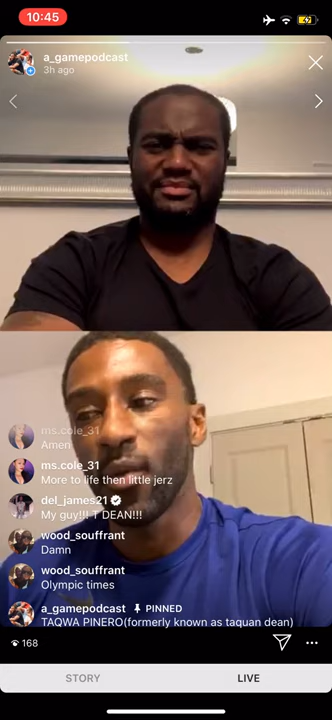 10:45
a_gamepodcast
3h ago
ms.cole_31
Amen
ms.cole_31
More to life then little jerz
del_james21
My guy!!! T DEAN!!!
wood_souffrant
Damn
wood_souffrant
Olympic times
a_gamepodcast PINNED
TAQWA PINERO(formerly known as taquan dean)
168
STORY LIVE